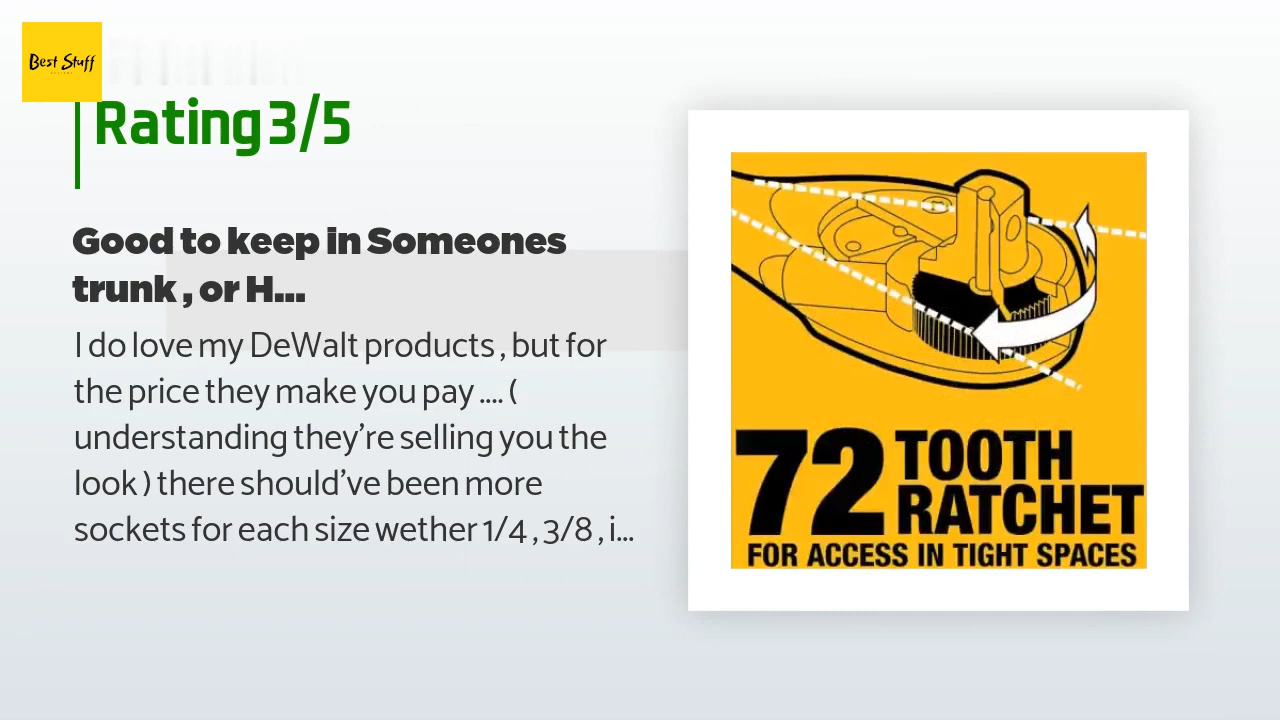 Best Stuff
Rating 3/5
Good to keep in Someones
trunk , or H...
I do love my DeWalt products , but for
the price they make you pay .... (
understanding they're selling you the
look ) there should've been more
sockets for each size wether 1/4 , 3/8 , i...
72 TOOTH
RATCHET
FOR ACCESS IN TIGHT SPACES